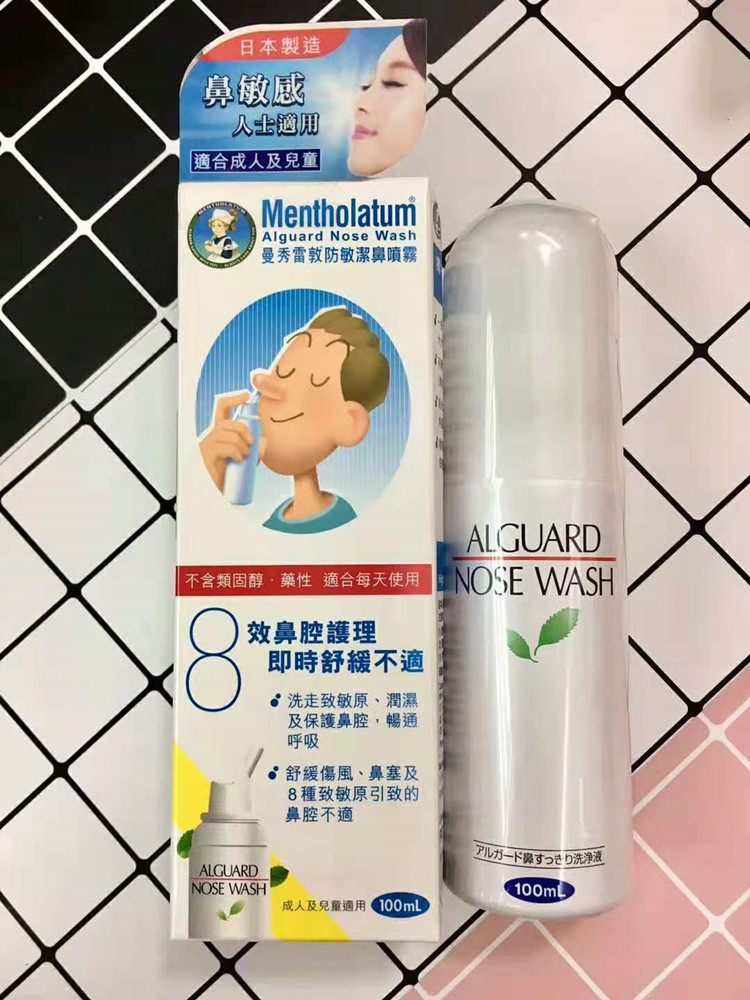 日本製造
鼻敏感
人士適用
適合成人及兒童
MENTHOLATUM
Mentholatum®
Alguard Nose Wash
曼秀雷敦防敏潔鼻噴霧
不含類固醇·藥性 適合每天使用
8效鼻腔護理
即時舒緩不適
洗走致敏原、潤濕
及保護鼻腔，暢通
呼吸
舒緩傷風、鼻塞及
8種致敏原引致的
鼻腔不適
ALGUARD
NOSE WASH
成人及兒童適用 100mL
ALGUARD
NOSE WASH
アルガード鼻すっきり洗浄液
100mL